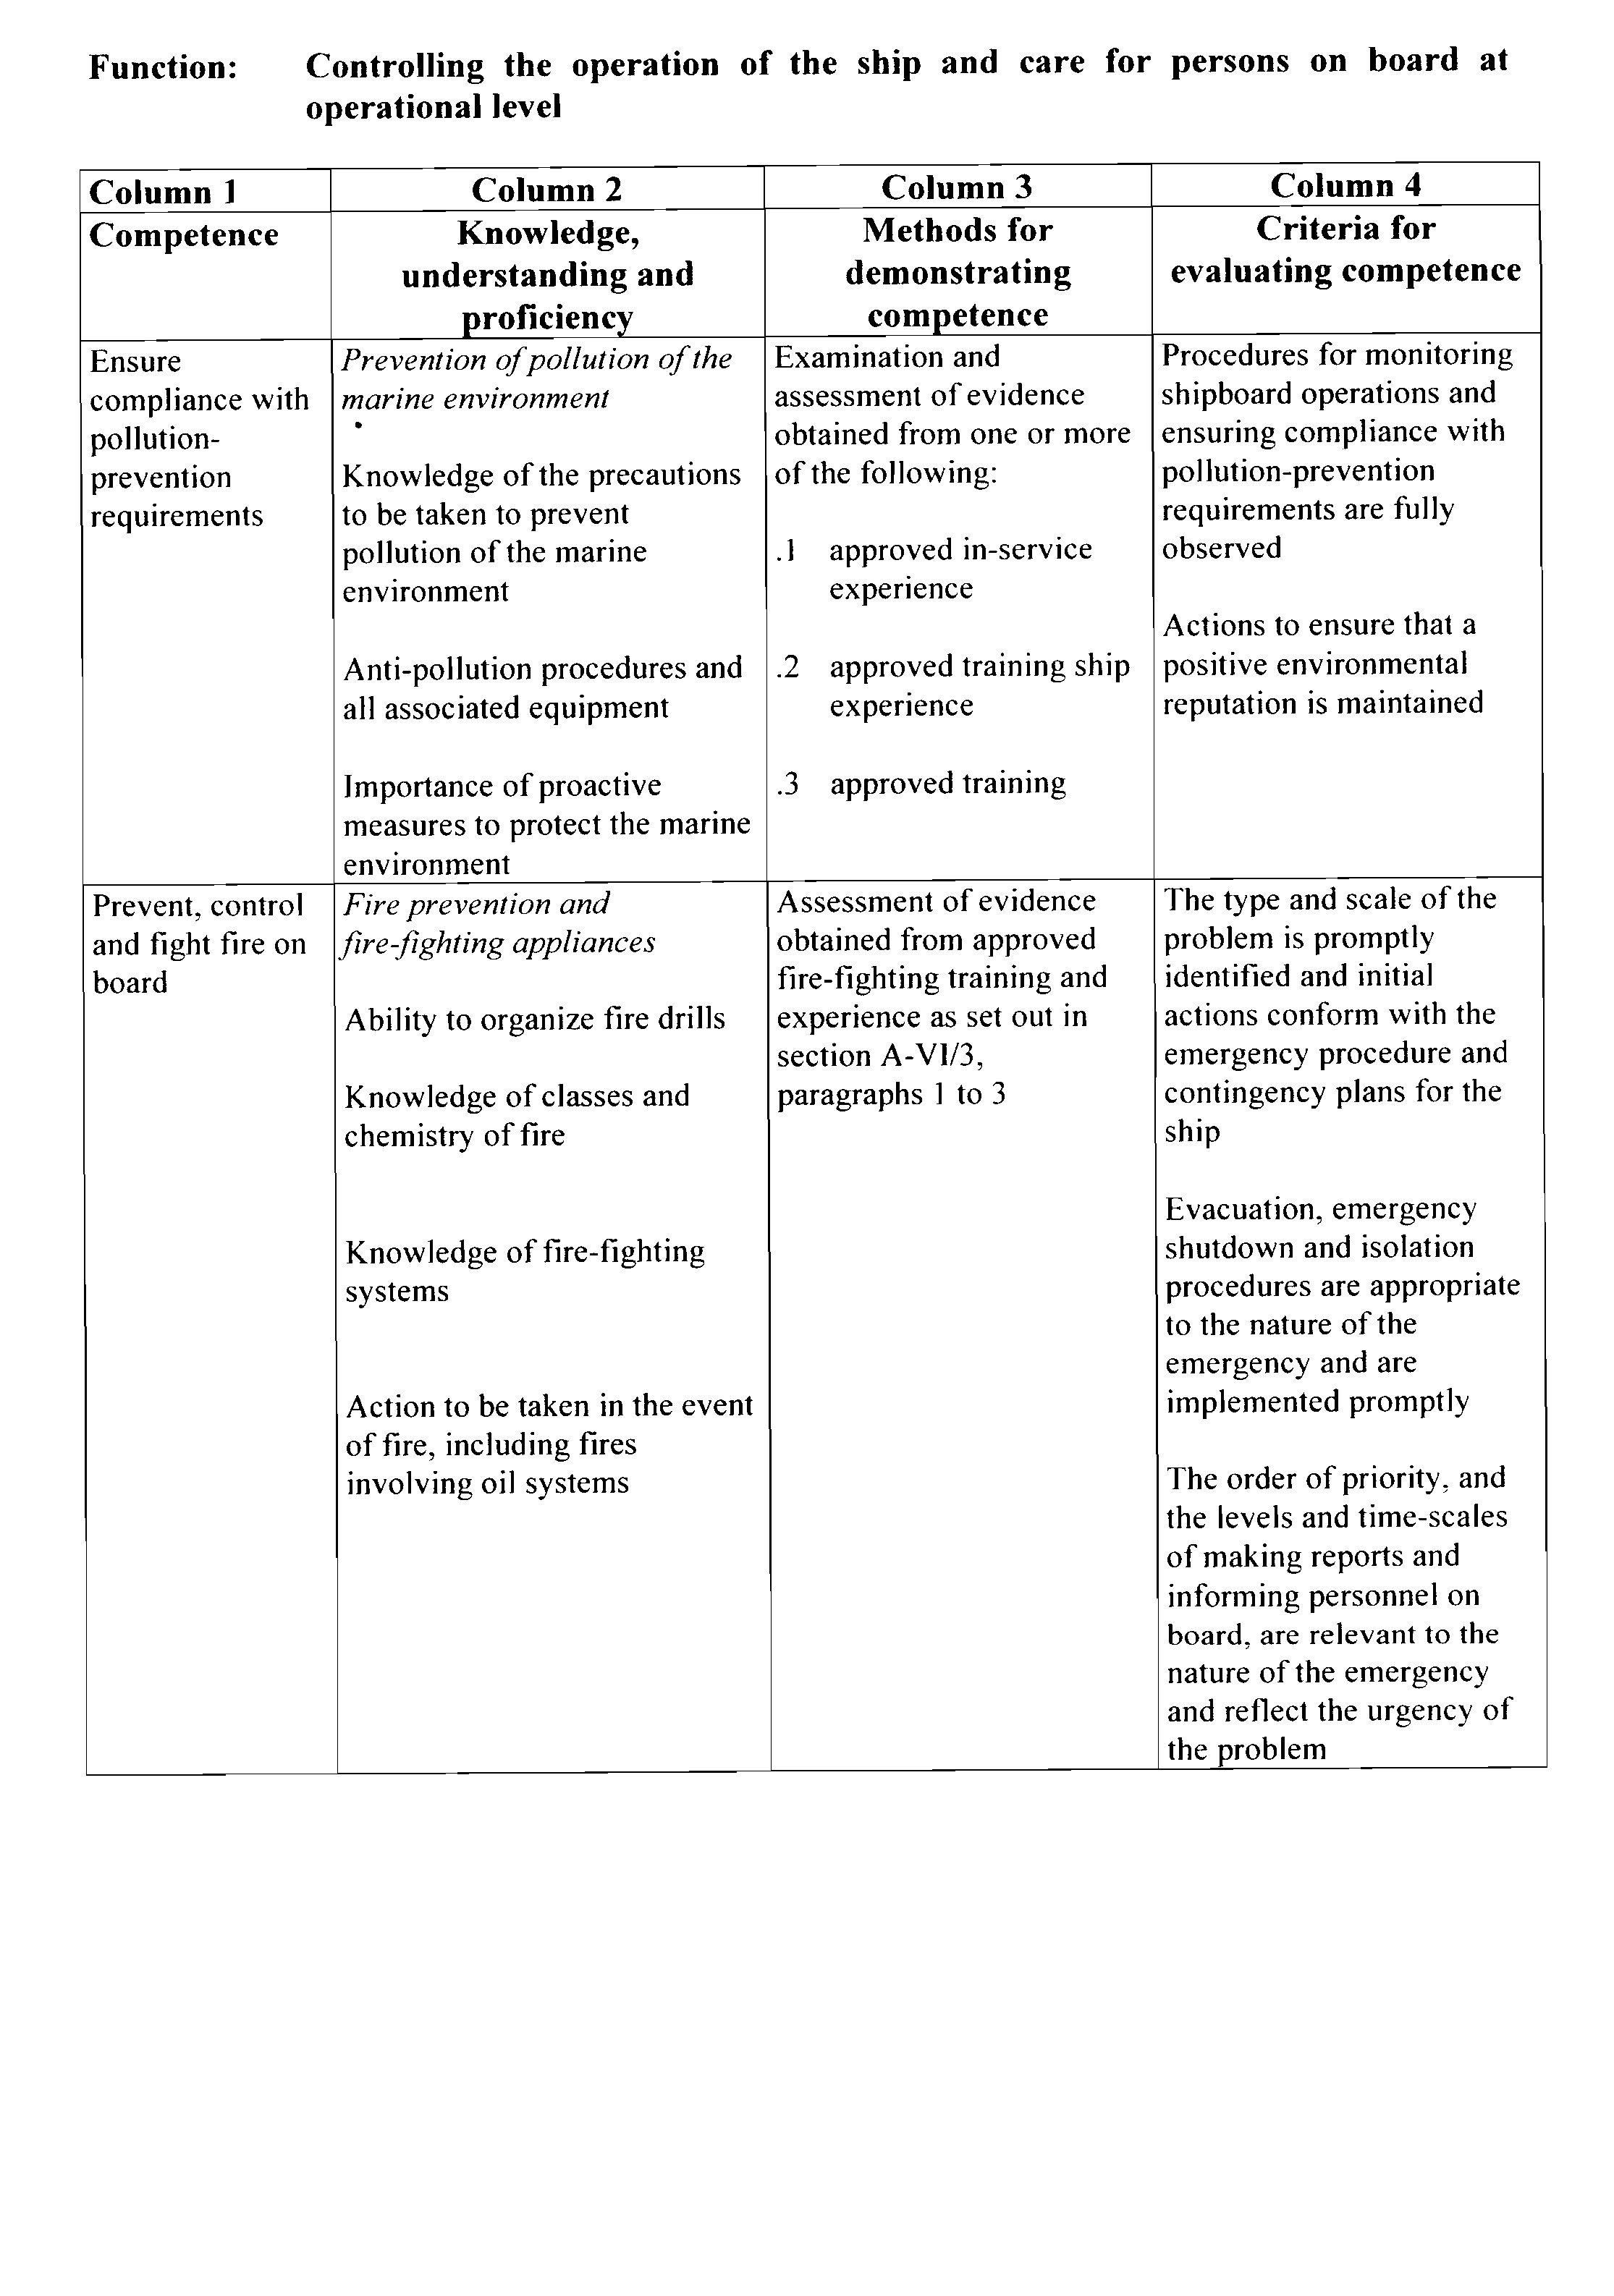 Function: Controlling the operation of the ship and care for persons on board at
operational level
Column 1
Column 2
Column 3
Column 4
Competence
Knowledge,
understanding and
proficiency
Methods for
demonstrating
competence
Criteria for
evaluating competence
Ensure
compliance with
pollution-
prevention
requirements
Prevention of pollution of the
marine environment
Knowledge of the precautions
to be taken to prevent
pollution of the marine
environment
Anti-pollution procedures and
all associated equipment
Importance of proactive
measures to protect the marine
environment
Examination and
assessment of evidence
obtained from one or more
of the following:
.1 approved in-service
experience
.2 approved training ship
experience
.3 approved training
Procedures for monitoring
shipboard operations and
ensuring compliance with
pollution-prevention
requirements are fully
observed
Actions to ensure that a
positive environmental
reputation is maintained
Prevent, control
and fight fire on
board
Fire prevention and
fire-fighting appliances
Ability to organize fire drills
Knowledge of classes and
chemistry of fire
Knowledge of fire-fighting
systems
Action to be taken in the event
of fire, including fires
involving oil systems
Assessment of evidence
obtained from approved
fire-fighting training and
experience as set out in
section A-VI/3,
paragraphs 1 to 3
The type and scale of the
problem is promptly
identified and initial
actions conform with the
emergency procedure and
contingency plans for the
ship
Evacuation, emergency
shutdown and isolation
procedures are appropriate
to the nature of the
emergency and are
implemented promptly
The order of priority, and
the levels and time-scales
of making reports and
informing personnel on
board, are relevant to the
nature of the emergency
and reflect the urgency of
the problem